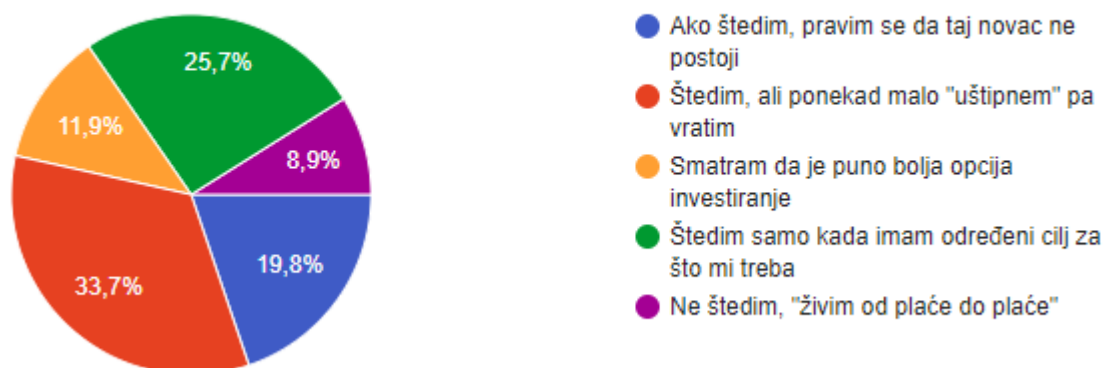 25,7%
11,9%
8,9%
19,8%
33,7%
Ako štedim, pravim se da taj novac ne
postoji
Štedim, ali ponekad malo "uštipnem" pa
vratim
Smatram da je puno bolja opcija
investiranje
Štedim samo kada imam određeni cilj za
što mi treba
Ne štedim, "živim od plaće do plaće"